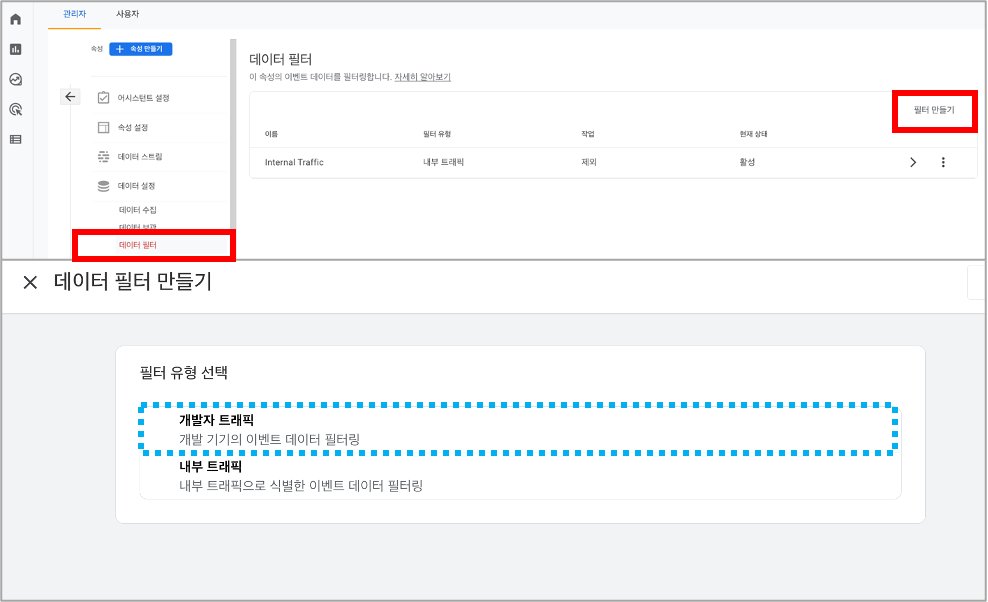 관리자 사용자
속성 + 속성 만들기
어시스턴트 설정
속성 설정
데이터 스트림
데이터 설정
데이터 수집
데이터 보관
데이터 필터
데이터 필터
이 속성의 이벤트 데이터를 필터링합니다. 자세히 알아보기
필터 만들기
이름 필터 유형 작업 현재 상태
Internal Traffic 내부 트래픽 제외 활성
데이터 필터 만들기
필터 유형 선택
개발자 트래픽
개발 기기의 이벤트 데이터 필터링
내부 트래픽
내부 트래픽으로 식별한 이벤트 데이터 필터링